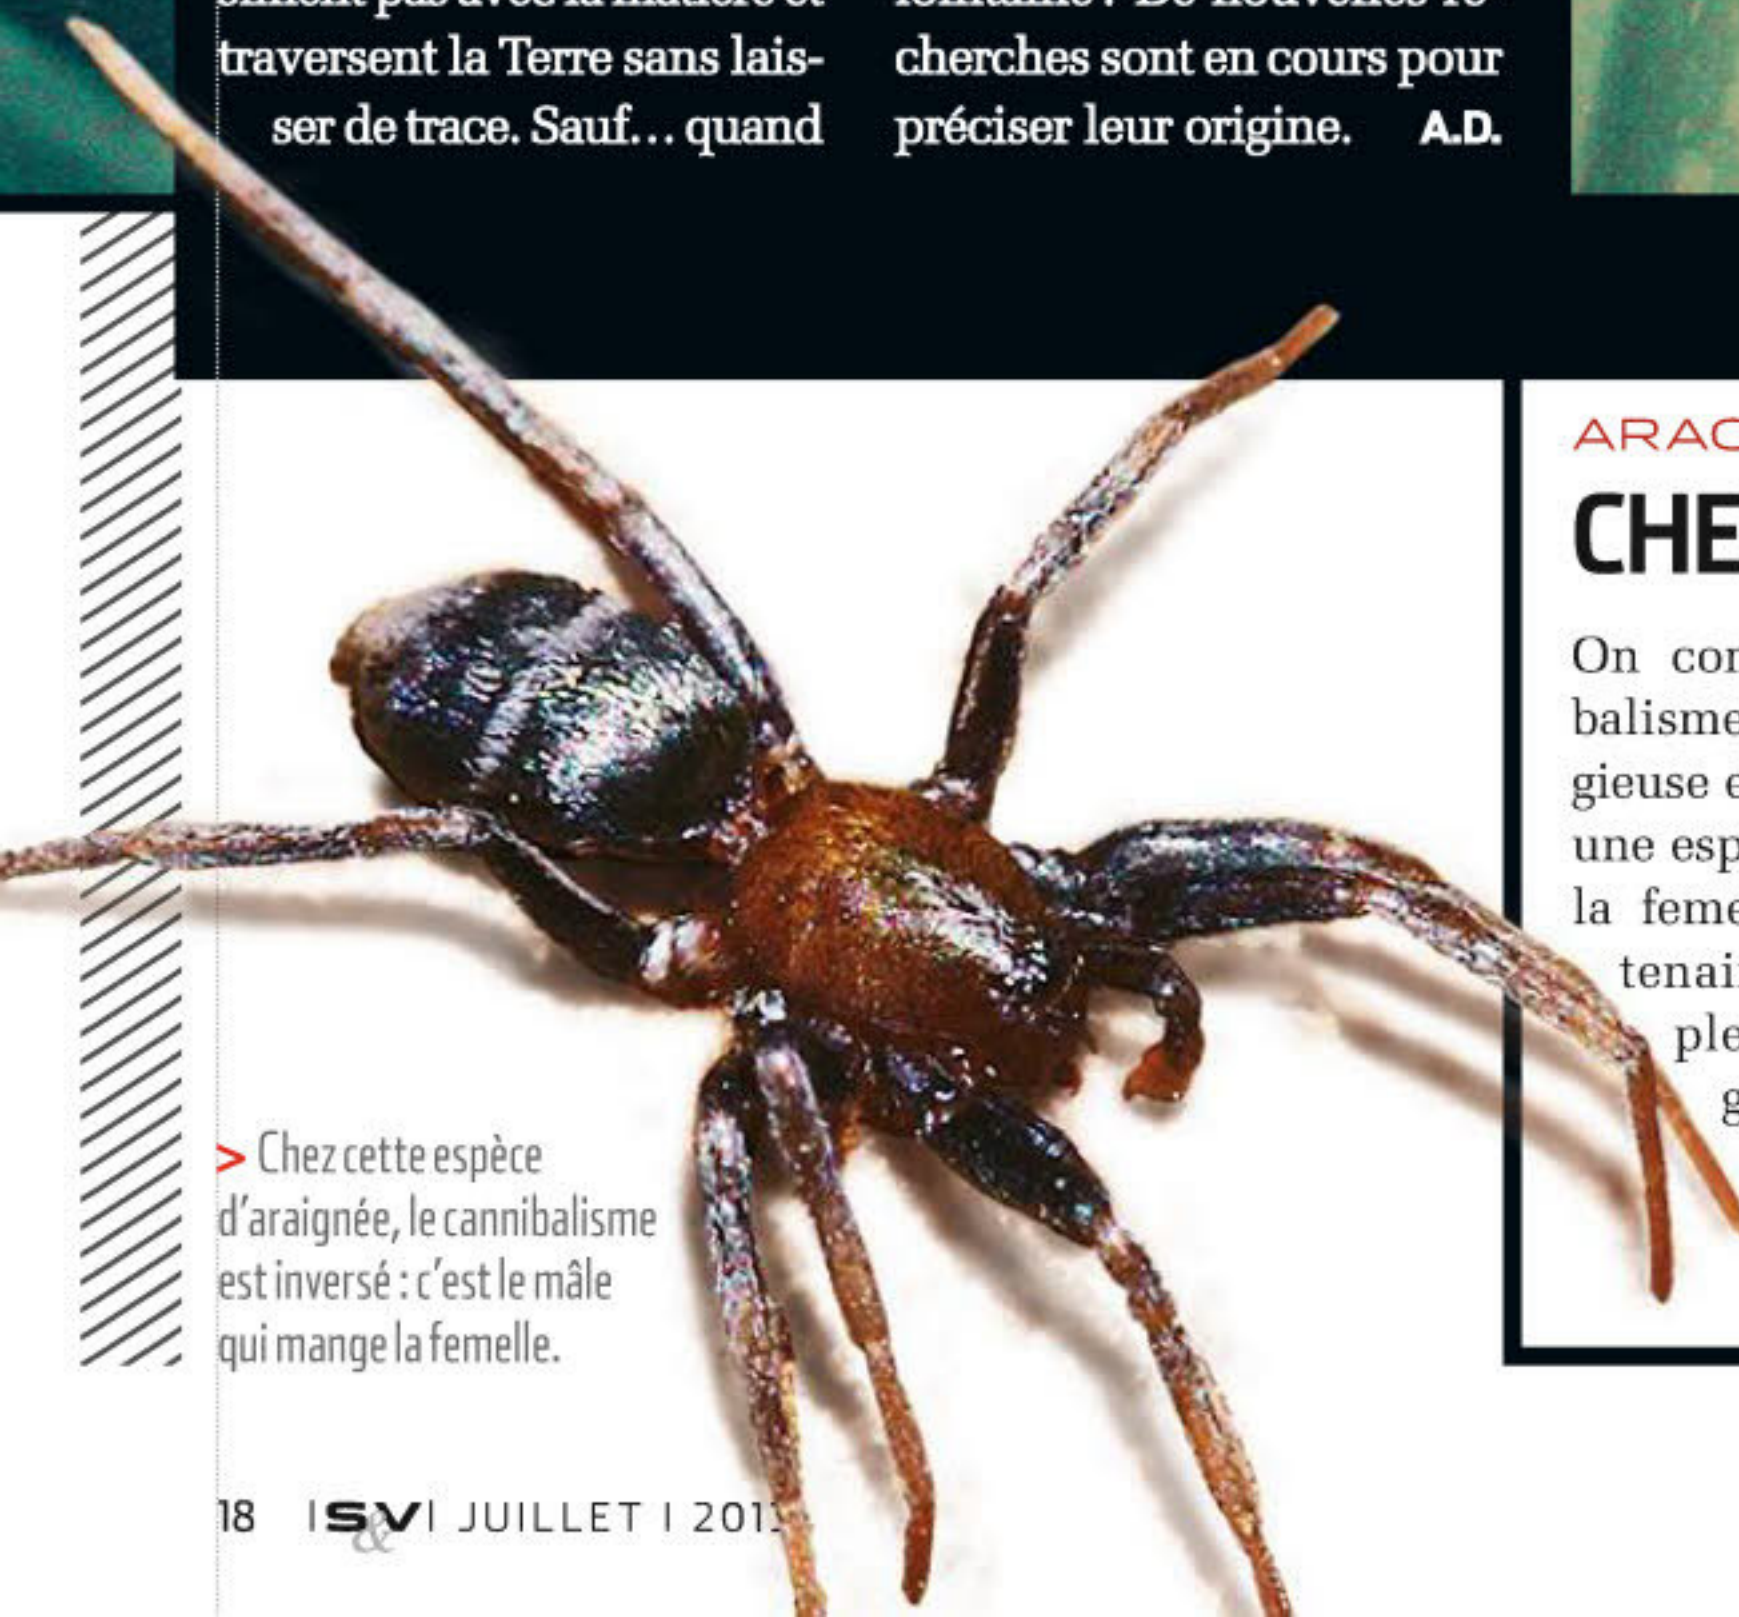 traversent la Terre sans lais-
ser de trace. Sauf... quand
cherches sont en cours pour
préciser leur origine. A.D.
> Chez cette espèce
d'araignée, le cannibalisme
est inversé : c'est le mâle
qui mange la femelle.
ARAC
CHE
On con
balisme
gieuse e
une esp
la feme
tenair
ple
g
18 | S&V | JUILLET | 201